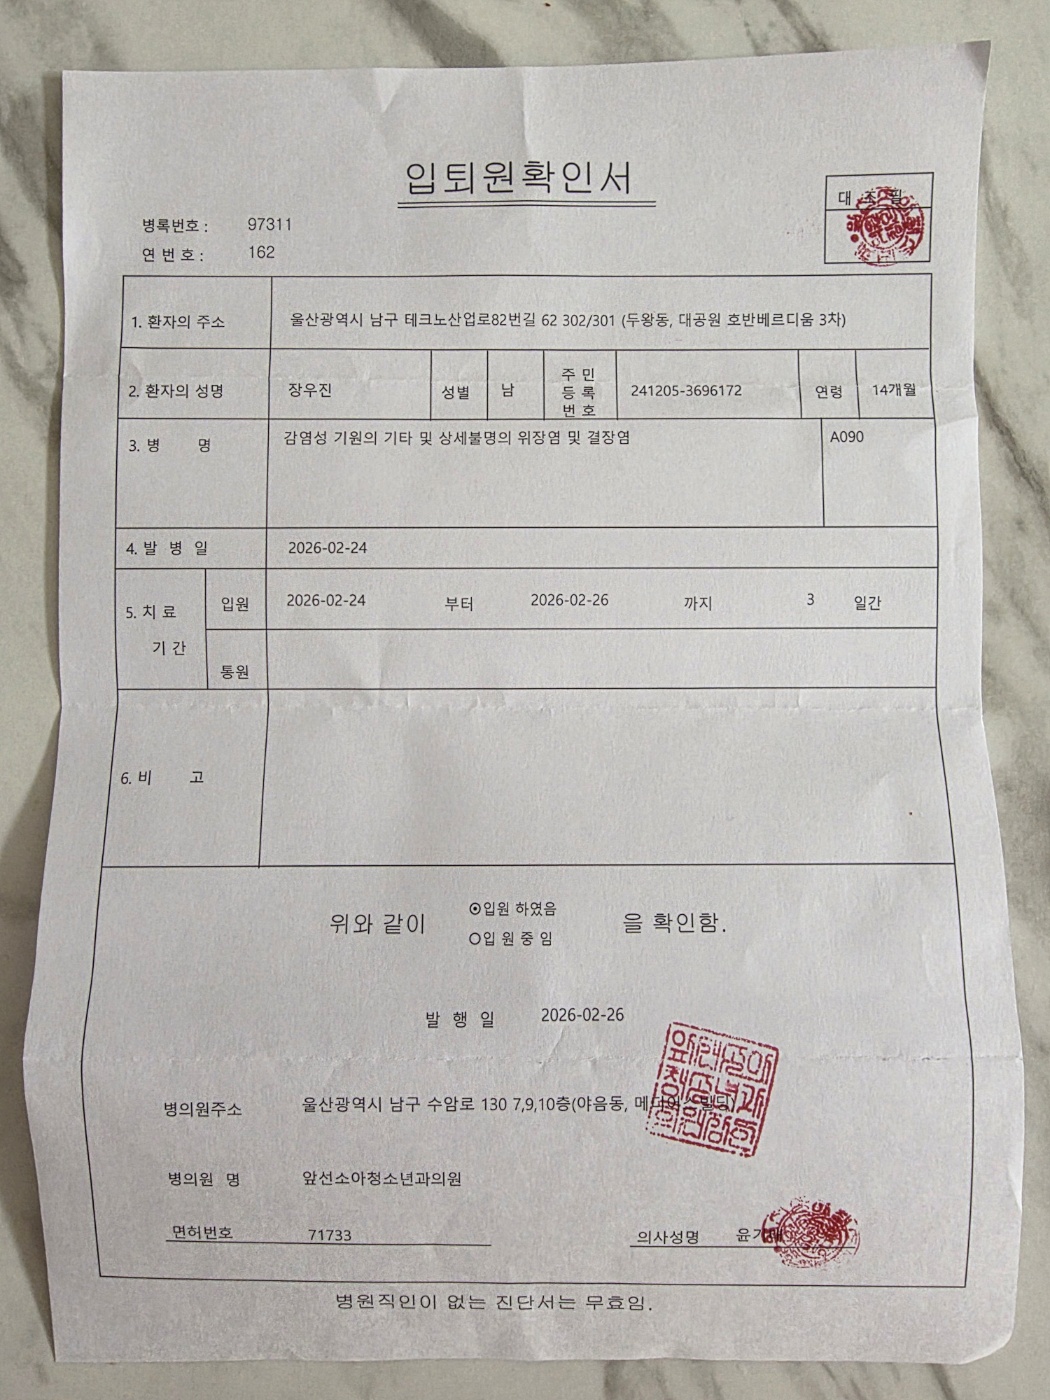 입퇴원확인서
병록번호 : 97311
연 번 호 : 162
대 조 필
1. 환자의 주소 울산광역시 남구 테크노산업로82번길 62 302/301 (두왕동, 대공원 호반베르디움 3차)
2. 환자의 성명 장우진 성별 남 주 민 등 록 번 호 241205-3696172 연령 14개월
3. 병 명 감염성 기원의 기타 및 상세불명의 위장염 및 결장염 A090
4. 발 병 일 2026-02-24
5. 치 료 기 간
입원 2026-02-24 부터 2026-02-26 까지 3 일간
통원
6. 비 고
위와 같이 ⊙입원 하였음 을 확인함.
○입 원 중 임
발 행 일 2026-02-26
병의원주소 울산광역시 남구 수암로 130 7,9,10층(야음동, 메디
병의원 명 앞선소아청소년과의원
면허번호 71733
의사성명 윤
병원직인이 없는 진단서는 무효임.